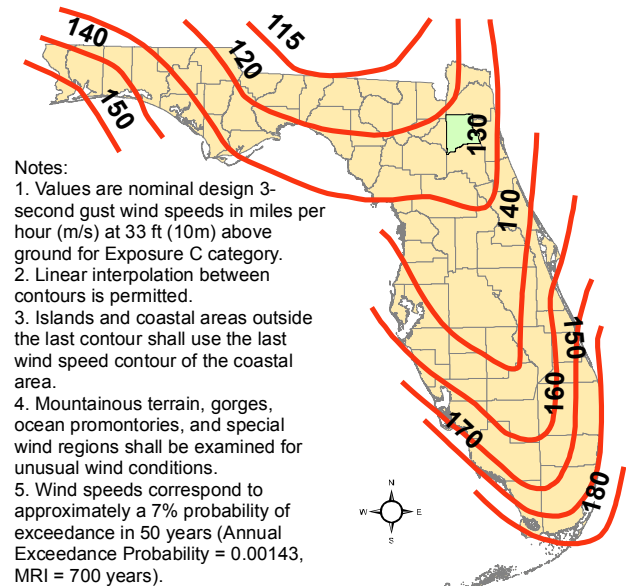 115
140
120
150
130
Notes:
1. Values are nominal design 3-
second gust wind speeds in miles per
hour (m/s) at 33 ft (10m) above
ground for Exposure C category.
2. Linear interpolation between
contours is permitted.
3. Islands and coastal areas outside
the last contour shall use the last
wind speed contour of the coastal
area.
4. Mountainous terrain, gorges,
ocean promontories, and special
wind regions shall be examined for
unusual wind conditions.
5. Wind speeds correspond to
approximately a 7% probability of
exceedance in 50 years (Annual
Exceedance Probability = 0.00143,
MRI = 700 years).
140
150
160
170
180
N
W E
S